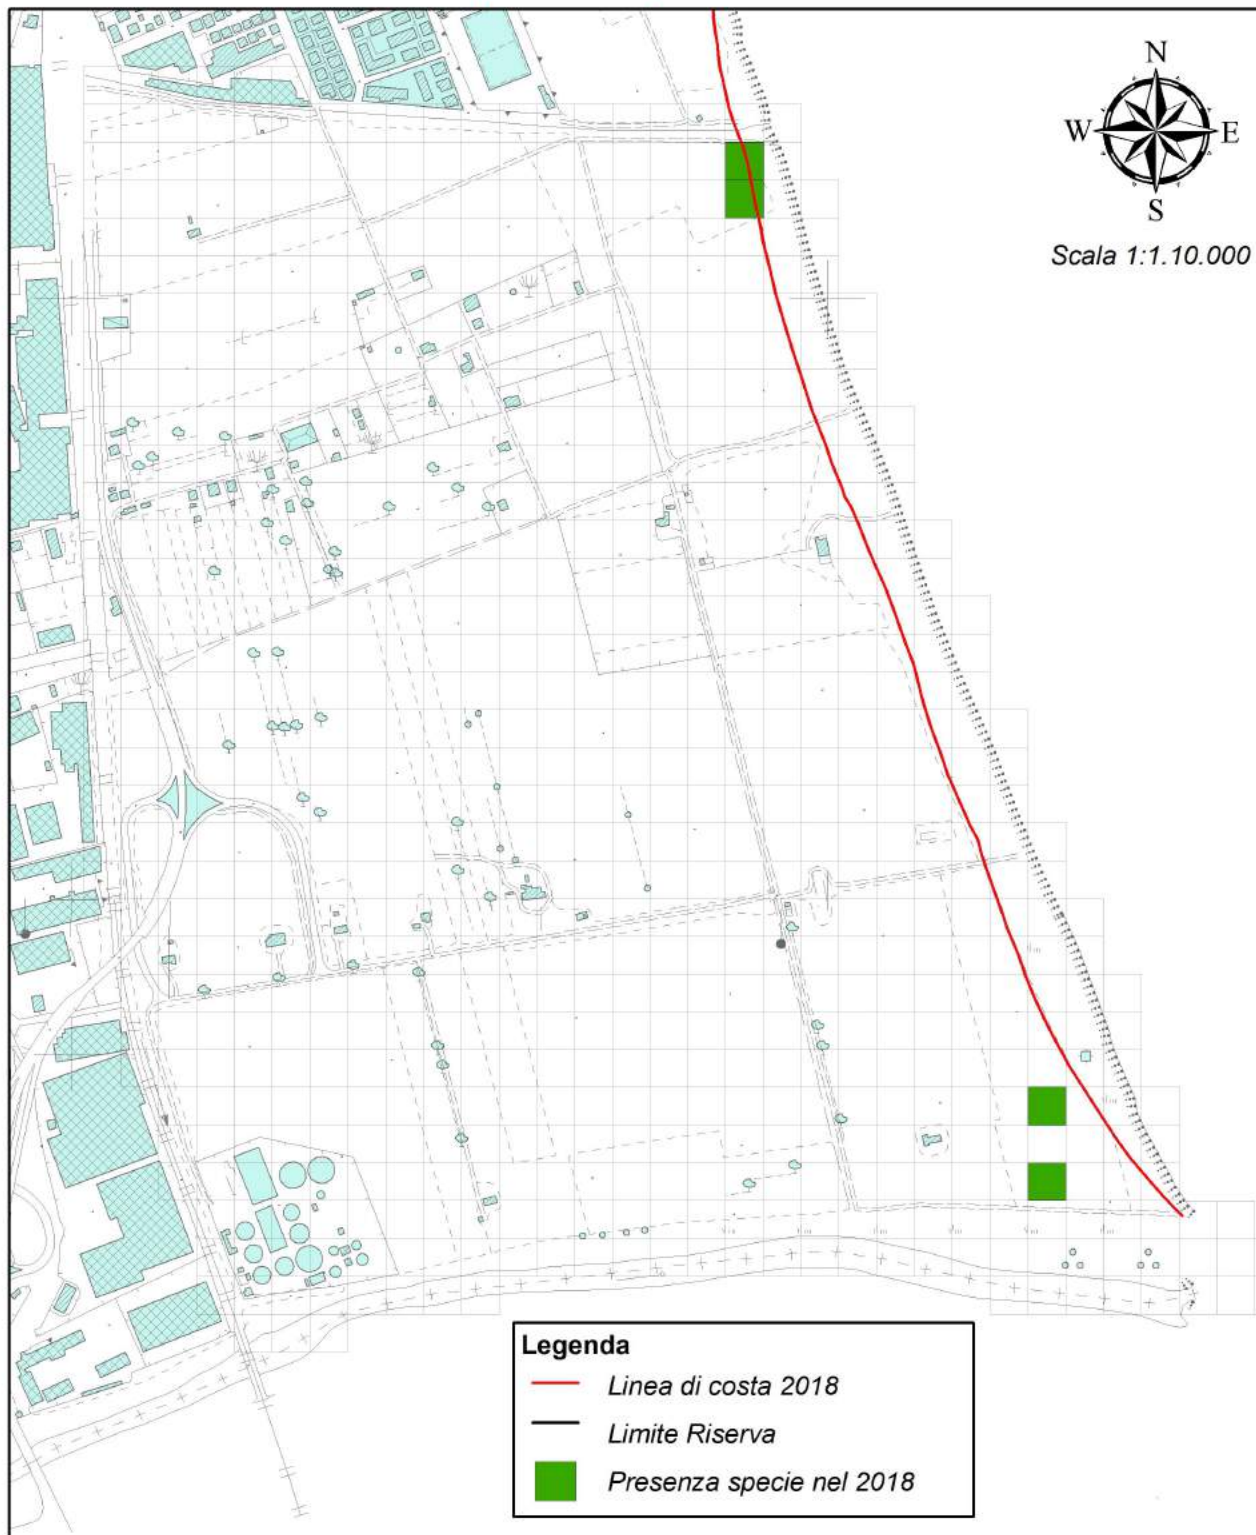 N
W E
S
Scala 1:1.10.000
Legenda
Linea di costa 2018
Limite Riserva
Presenza specie nel 2018